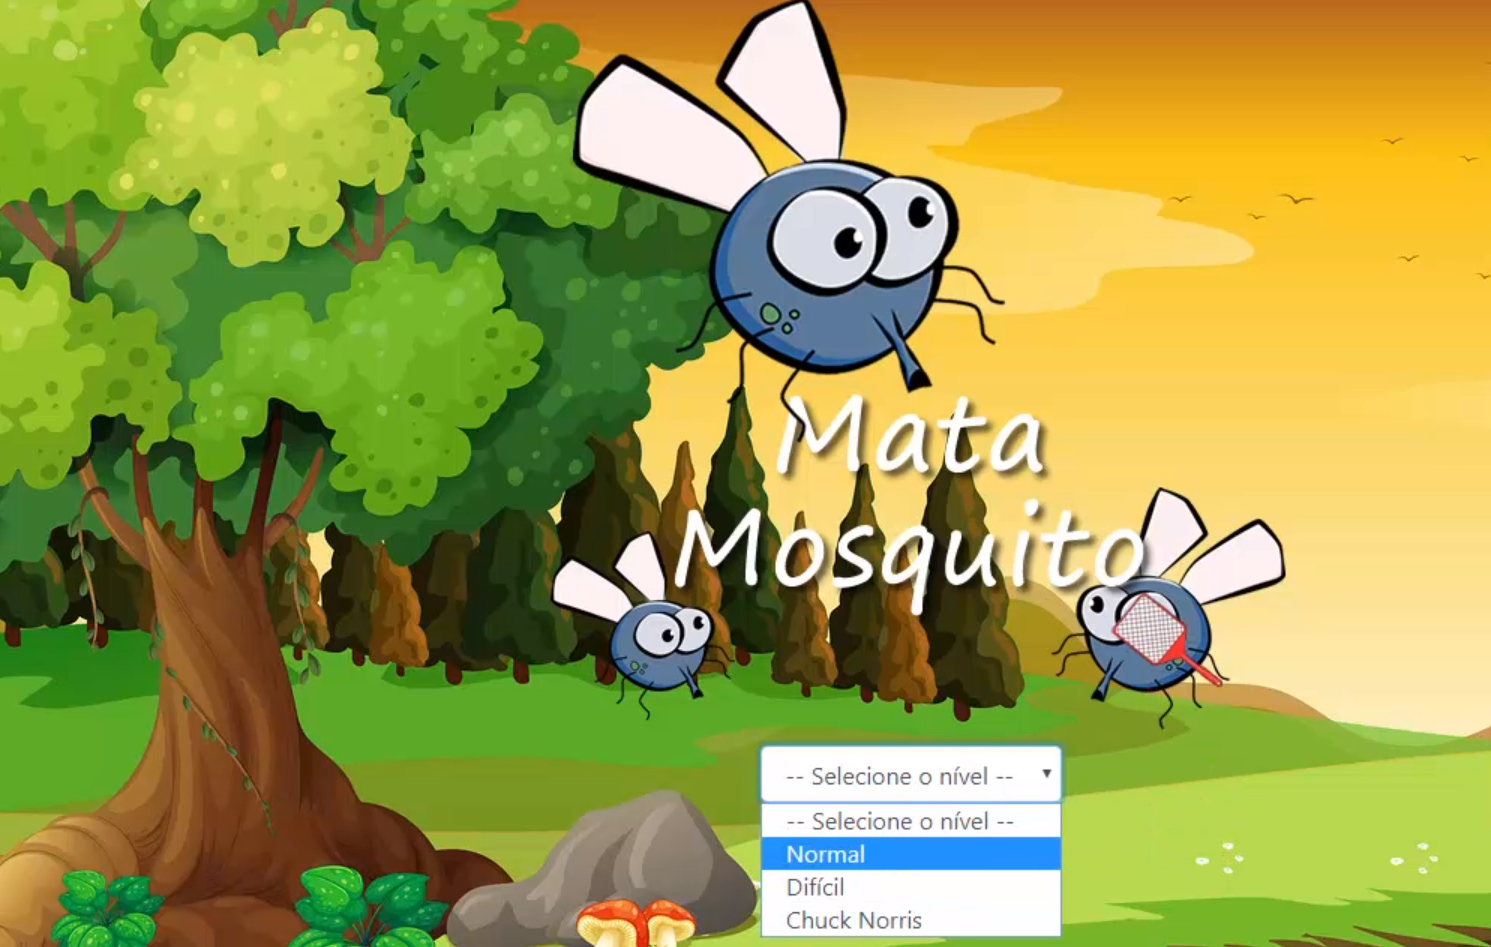 Mata
Mosquito
-- Selecione o nível --
-- Selecione o nível --
Normal
Difícil
Chuck Norris